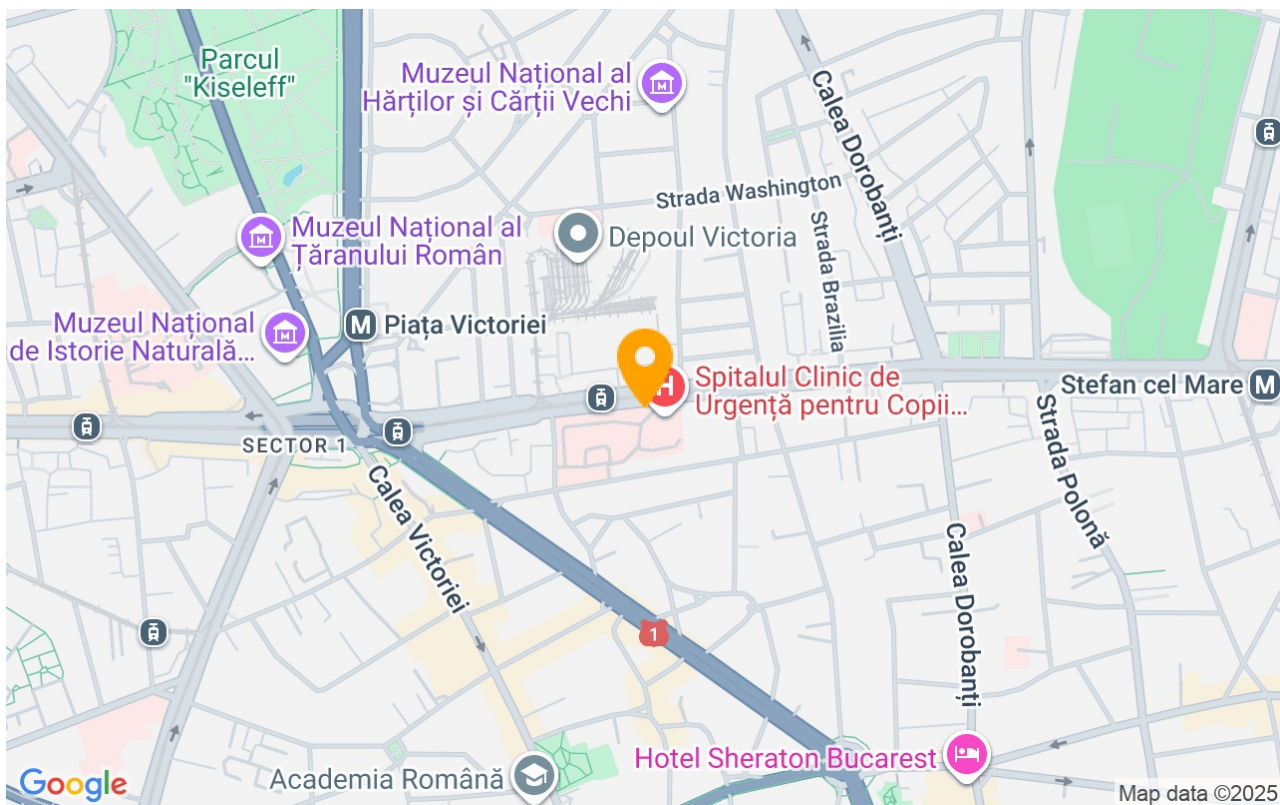 Parcul
"Kiseleff"
Muzeul Național al
Hărților și Cărții Vechi
Calea Dorobanți
Strada Washington
Muzeul Național al
Țăranului Român
Depoul Victoria
Strada Brazilia
Muzeul Național
de Istorie Naturală...
M Piața Victoriei
H
Spitalul Clinic de
Urgență pentru Copii...
Stefan cel Mare M
SECTOR 1
Strada Polonă
Calea Victoriei
Calea Dorobanți
1
Hotel Sheraton Bucarest
Academia Română
Google
Map data ©2025